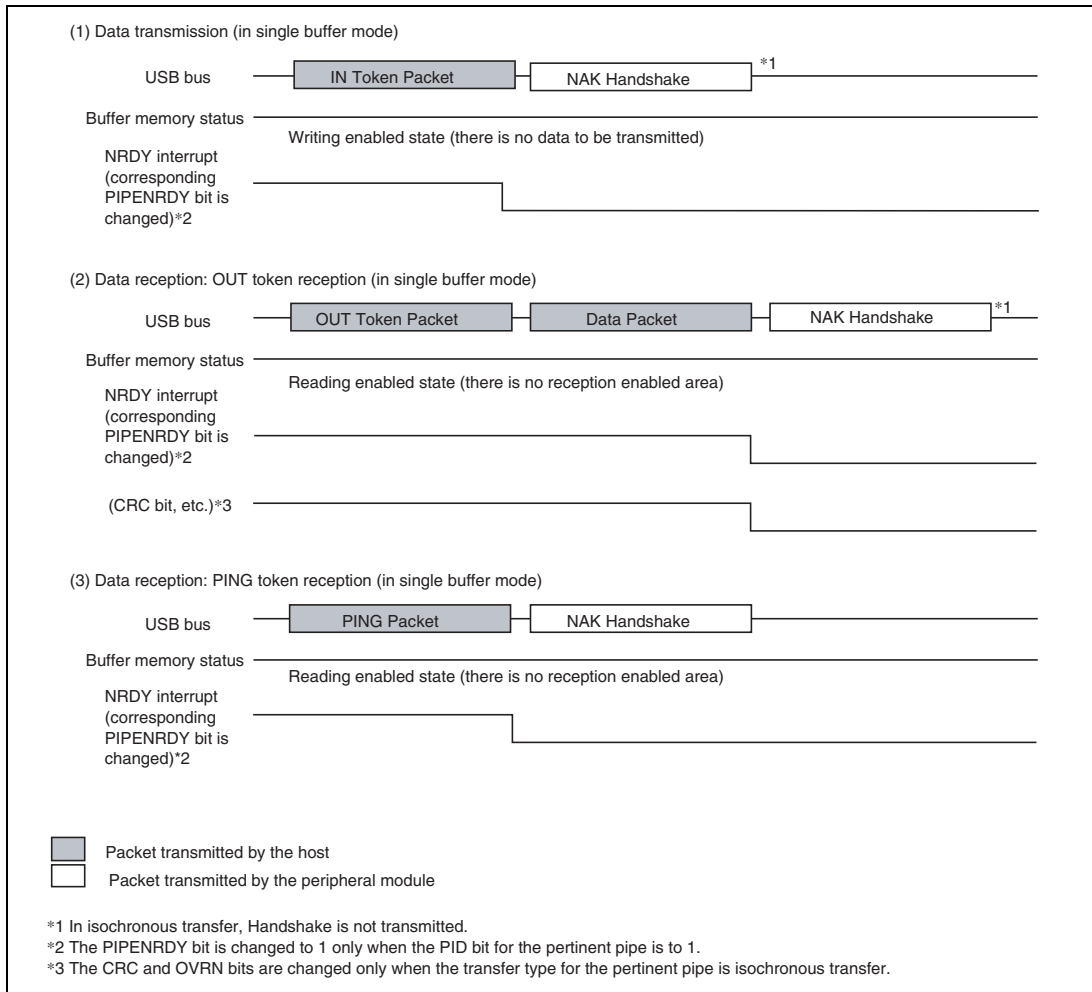 (1) Data transmission (in single buffer mode)
USB bus
IN Token Packet
NAK Handshake
*1
Buffer memory status
Writing enabled state (there is no data to be transmitted)
NRDY interrupt
(corresponding
PIPENRDY bit is
changed)*2
(2) Data reception: OUT token reception (in single buffer mode)
USB bus
OUT Token Packet
Data Packet
NAK Handshake
*1
Buffer memory status
Reading enabled state (there is no reception enabled area)
NRDY interrupt
(corresponding
PIPENRDY bit is
changed)*2
(CRC bit, etc.)*3
(3) Data reception: PING token reception (in single buffer mode)
USB bus
PING Packet
NAK Handshake
Buffer memory status
Reading enabled state (there is no reception enabled area)
NRDY interrupt
(corresponding
PIPENRDY bit is
changed)*2
Packet transmitted by the host
Packet transmitted by the peripheral module
*1 In isochronous transfer, Handshake is not transmitted.
*2 The PIPENRDY bit is changed to 1 only when the PID bit for the pertinent pipe is to 1.
*3 The CRC and OVRN bits are changed only when the transfer type for the pertinent pipe is isochronous transfer.